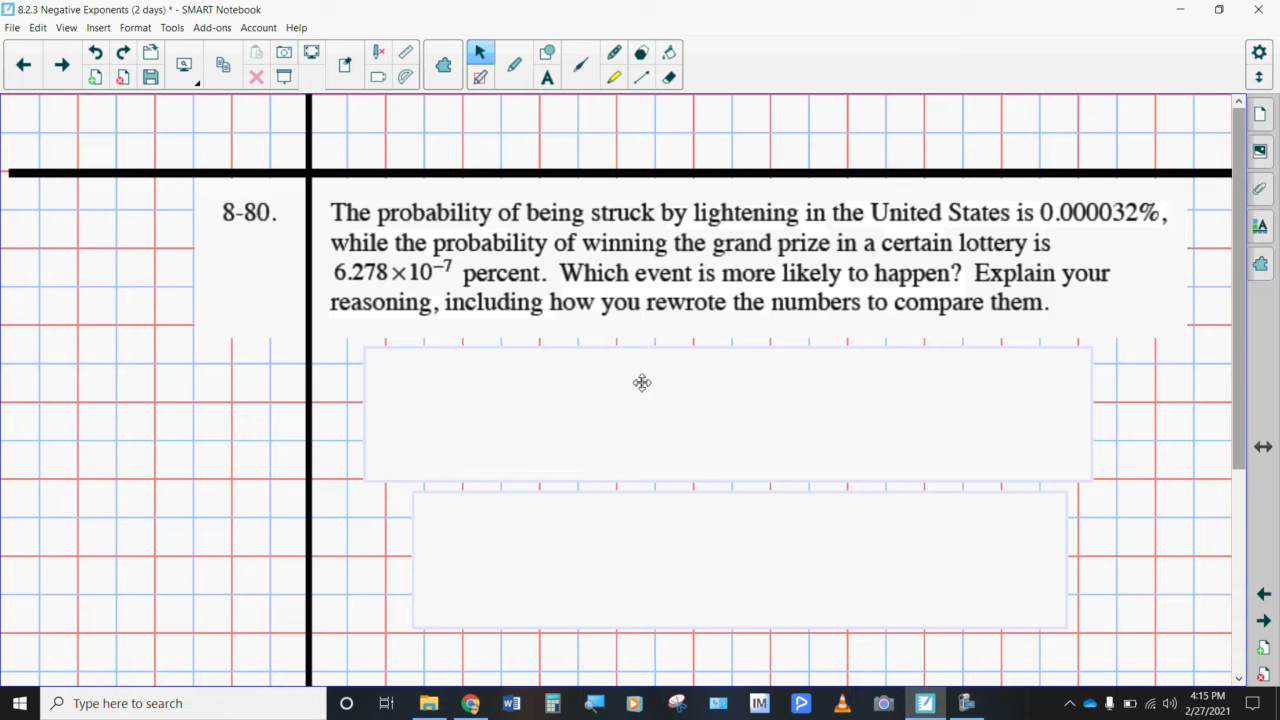 8.2.3 Negative Exponents (2 days) * - SMART Notebook
File Edit View Insert Format Tools Add-ons Account Help
8-80. The probability of being struck by lightening in the United States is 0.000032%,
while the probability of winning the grand prize in a certain lottery is
6.278 × 10⁻⁷ percent. Which event is more likely to happen? Explain your
reasoning, including how you rewrote the numbers to compare them.
Type here to search
4:15 PM
2/27/2021